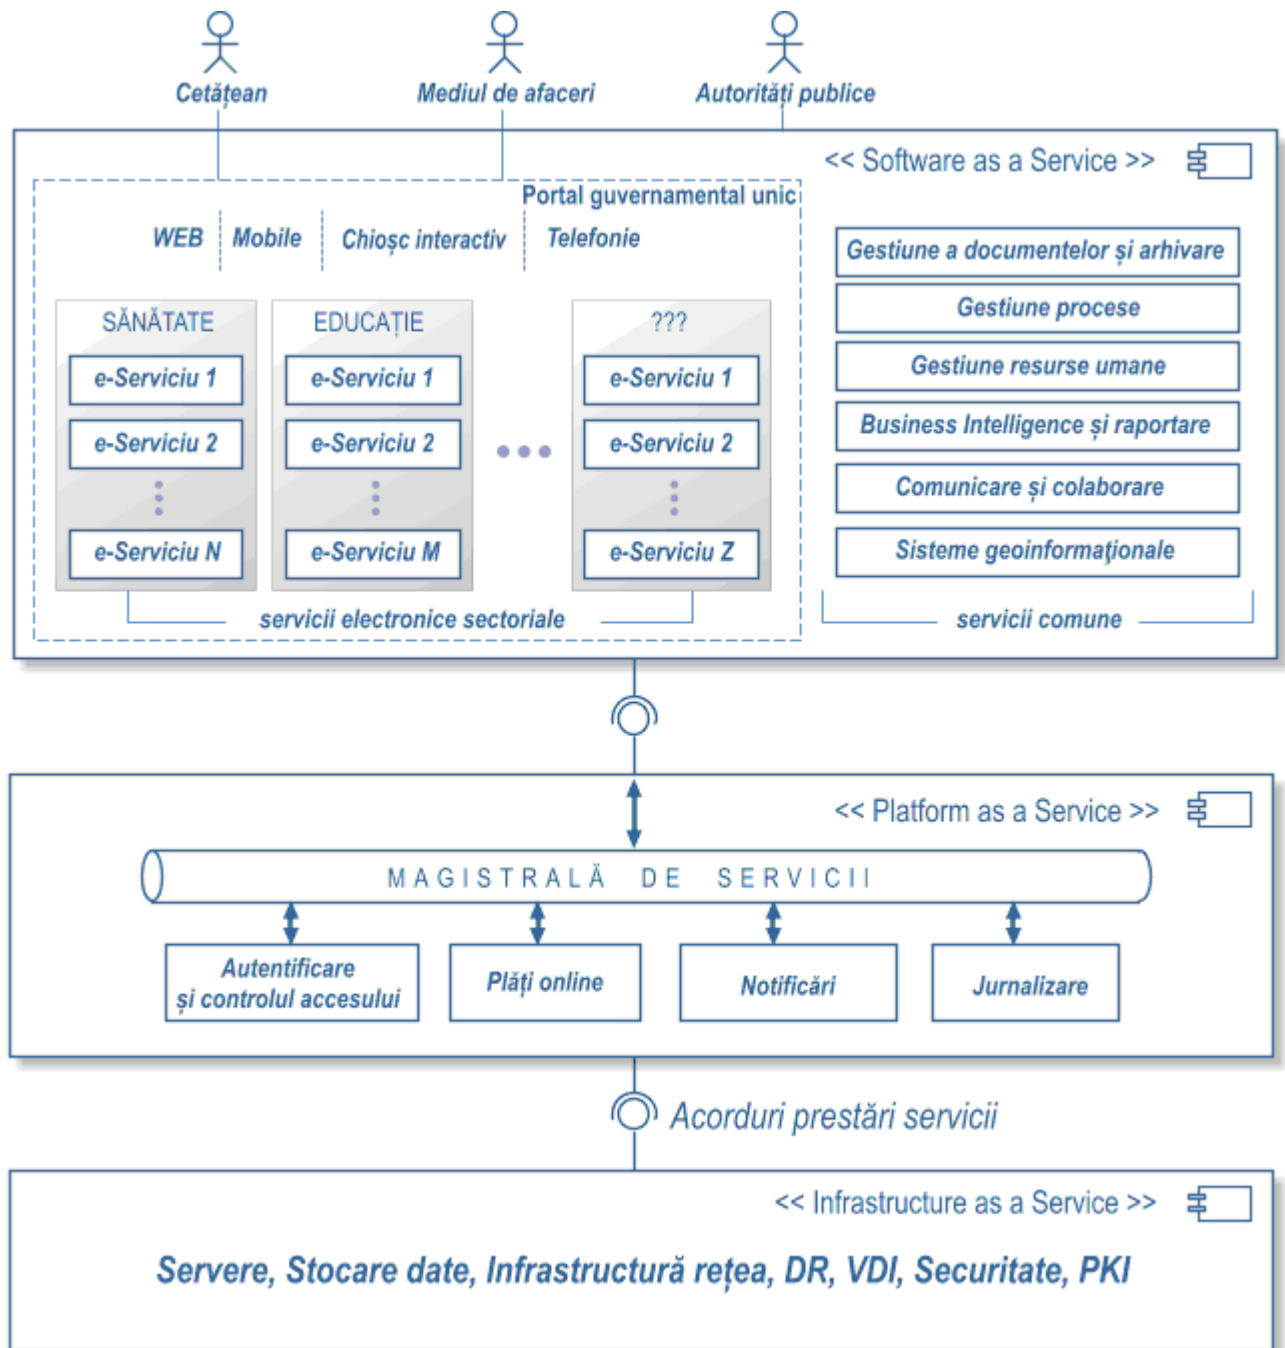 Cetățean
Mediul de afaceri
Autorități publice
<< Software as a Service >>
Portal guvernamental unic
WEB
Mobile
Chioșc interactiv
Telefonie
SĂNĂTATE
e-Serviciu 1
e-Serviciu 2
e-Serviciu N
EDUCAȚIE
e-Serviciu 1
e-Serviciu 2
e-Serviciu M
???
e-Serviciu 1
e-Serviciu 2
e-Serviciu Z
servicii electronice sectoriale
Gestiune a documentelor și arhivare
Gestiune procese
Gestiune resurse umane
Business Intelligence și raportare
Comunicare și colaborare
Sisteme geoinformaţionale
servicii comune
<< Platform as a Service >>
MAGISTRALĂ DE SERVICII
Autentificare
și controlul accesului
Plăți online
Notificări
Jurnalizare
Acorduri prestări servicii
<< Infrastructure as a Service >>
Servere, Stocare date, Infrastructură rețea, DR, VDI, Securitate, PKI